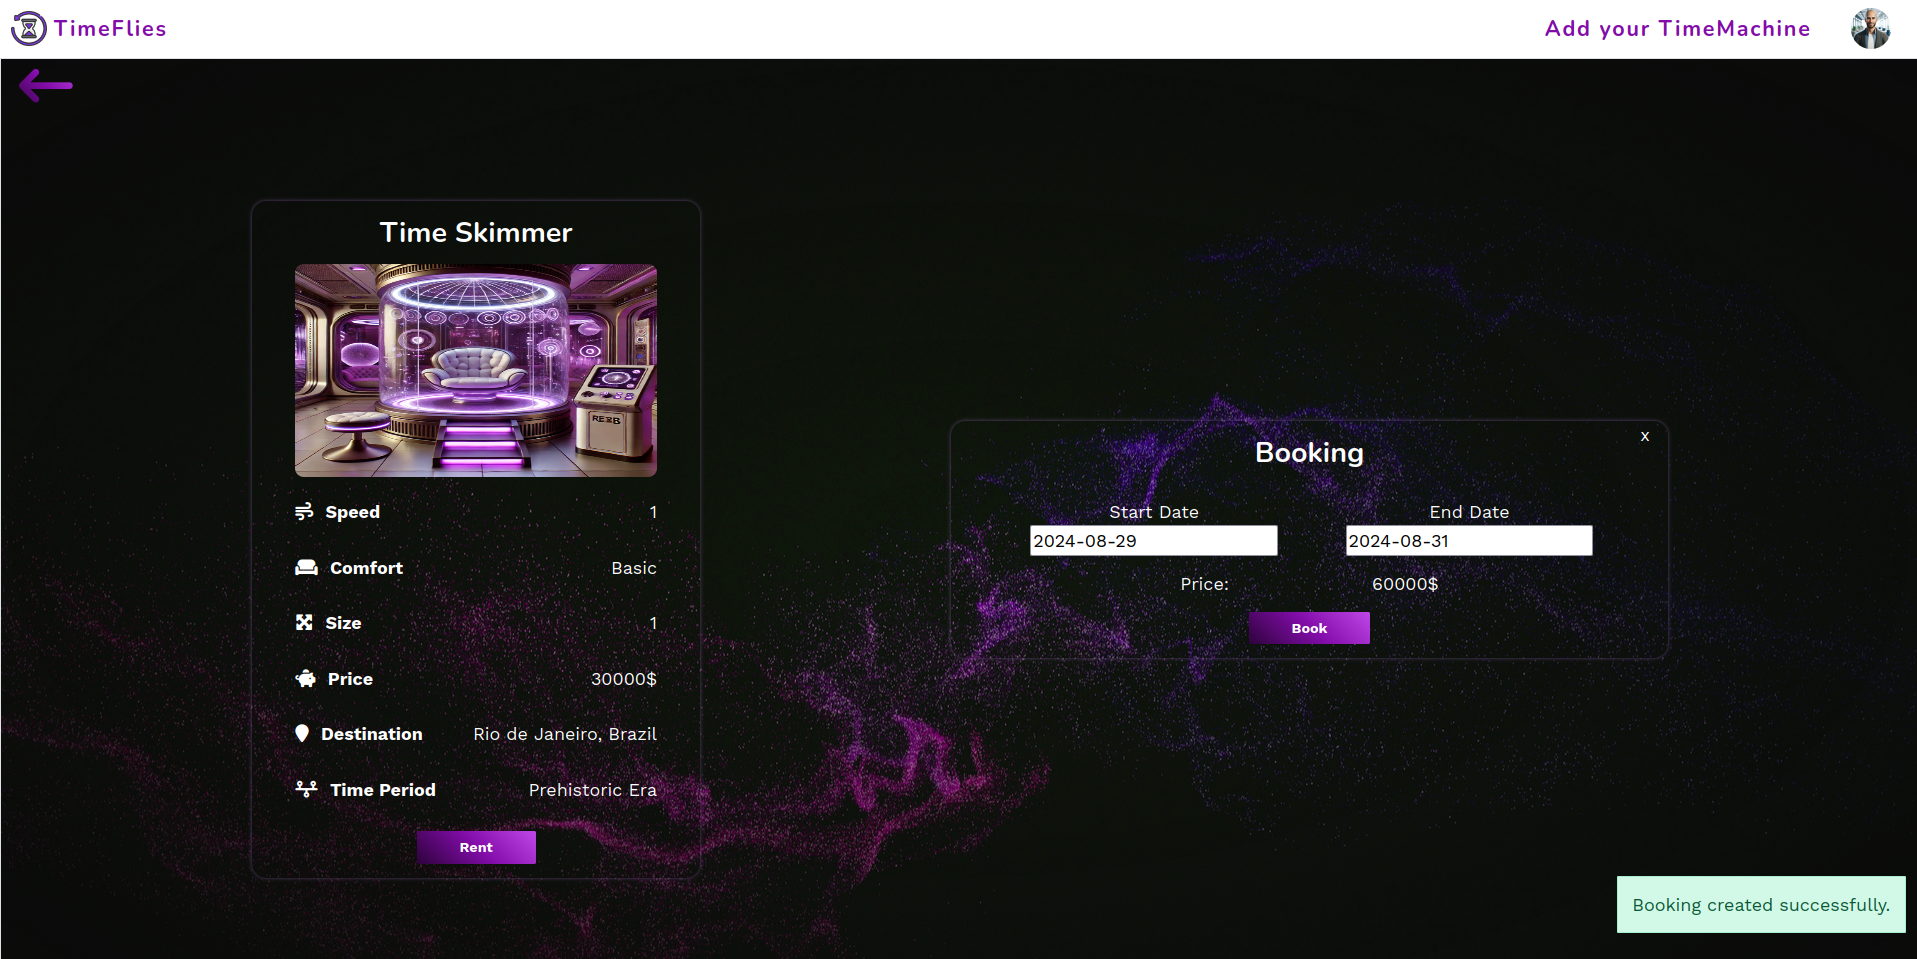 TimeFlies
Add your TimeMachine
Time Skimmer
Speed 1
Comfort Basic
Size 1
Price 30000$
Destination Rio de Janeiro, Brazil
Time Period Prehistoric Era
Rent
x
Booking
Start Date End Date
2024-08-29 2024-08-31
Price: 60000$
Book
Booking created successfully.